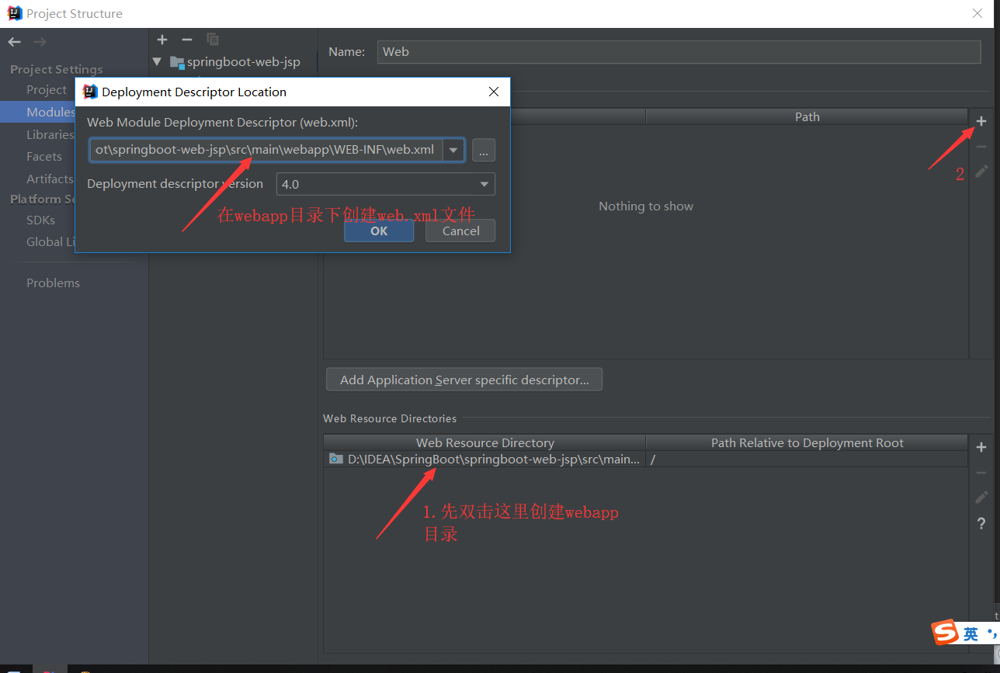 Project Structure
Name:
Web
springboot-web-jsp
Project Settings
Project
Modules
Libraries
Facets
Artifacts
Platform Se
SDKs
Global Li
Problems
Deployment Descriptor Location
Web Module Deployment Descriptor (web.xml):
ot\springboot-web-jsp\src\main\webapp\WEB-INF\web.xml
...
Deployment descriptor version
4.0
在webapp目录下创建web.xml文件
OK
Cancel
Path
2
Nothing to show
Add Application Server specific descriptor...
Web Resource Directories
Web Resource Directory
Path Relative to Deployment Root
D:\IDEA\SpringBoot\springboot-web-jsp\src\main...
/
1.先双击这里创建webapp
目录
?
S英